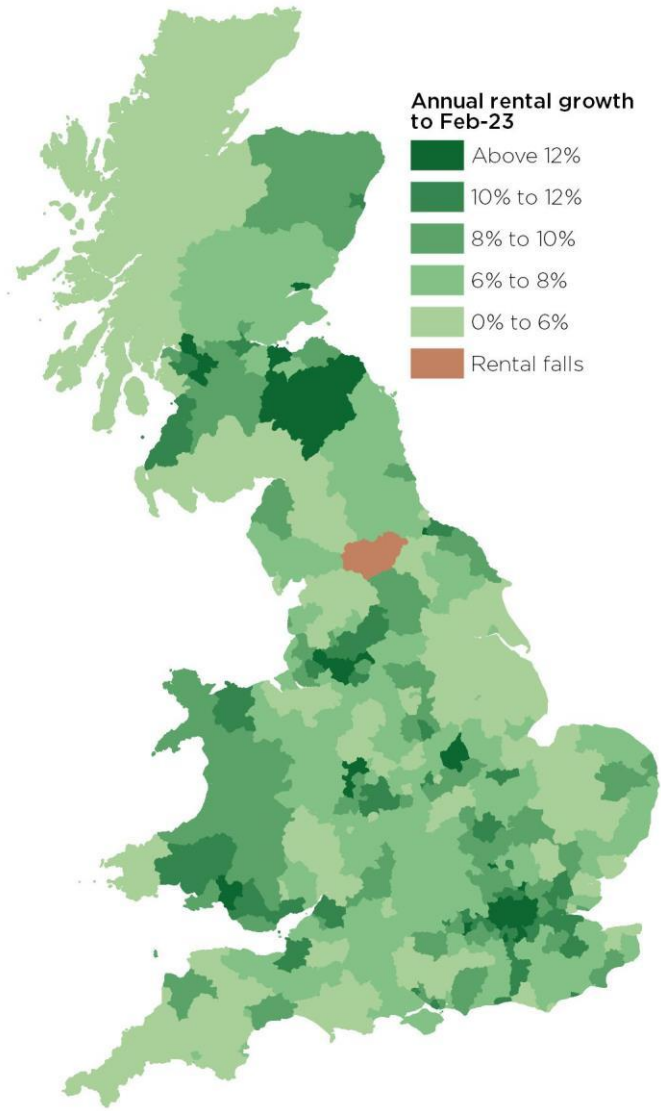 Annual rental growth
to Feb-23
Above 12%
10% to 12%
8% to 10%
6% to 8%
0% to 6%
Rental falls